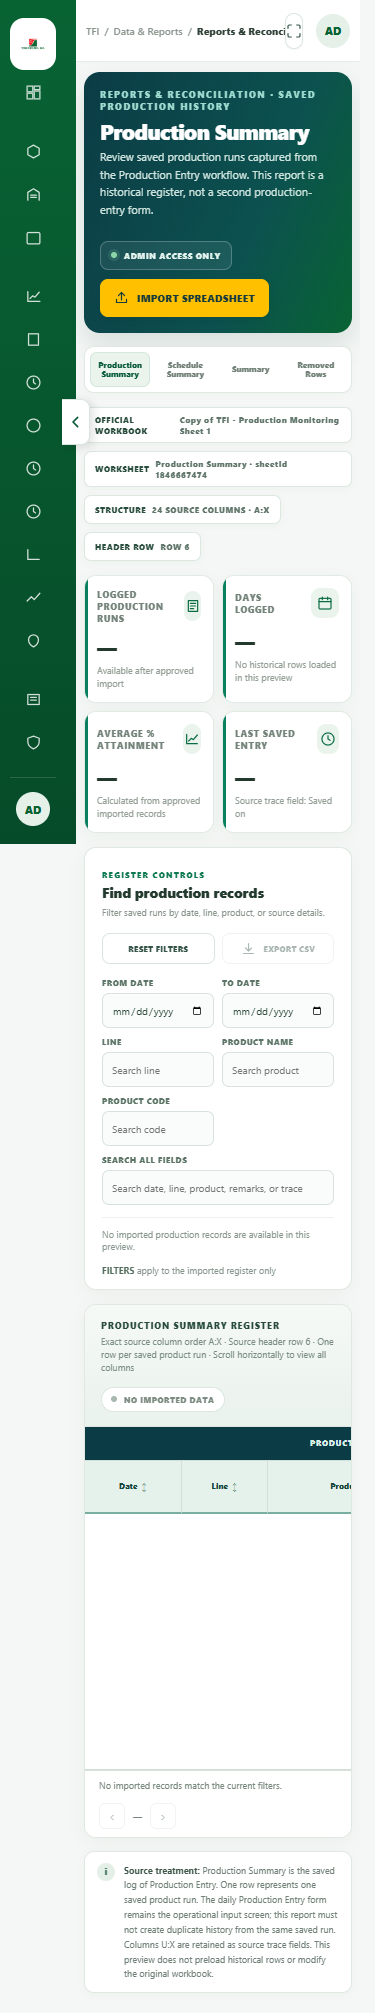 TFI / Data & Reports / Reports & Reconci
AD
REPORTS & RECONCILIATION · SAVED
PRODUCTION HISTORY
Production Summary
Review saved production runs captured from
the Production Entry workflow. This report is a
historical register, not a second production-
entry form.
ADMIN ACCESS ONLY
IMPORT SPREADSHEET
Production
Summary
Schedule
Summary
Summary
Removed
Rows
OFFICIAL
WORKBOOK
Copy of TFI - Production Monitoring
Sheet 1
WORKSHEET
Production Summary · sheetId
1846667474
STRUCTURE 24 SOURCE COLUMNS · A:X
HEADER ROW ROW 6
LOGGED
PRODUCTION
RUNS
—
Available after approved
import
DAYS
LOGGED
—
No historical rows loaded
in this preview
AVERAGE %
ATTAINMENT
—
Calculated from approved
imported records
LAST SAVED
ENTRY
—
Source trace field: Saved
on
AD
REGISTER CONTROLS
Find production records
Filter saved runs by date, line, product, or source details.
RESET FILTERS
EXPORT CSV
FROM DATE
TO DATE
mm/dd/yyyy
mm/dd/yyyy
LINE
PRODUCT NAME
Search line
Search product
PRODUCT CODE
Search code
SEARCH ALL FIELDS
Search date, line, product, remarks, or trace
No imported production records are available in this
preview.
FILTERS apply to the imported register only
PRODUCTION SUMMARY REGISTER
Exact source column order A:X · Source header row 6 · One
row per saved product run · Scroll horizontally to view all
columns
NO IMPORTED DATA
PRODUCT
Date
Line
Produ
No imported records match the current filters.
‹ — ›
i
Source treatment: Production Summary is the saved
log of Production Entry. One row represents one
saved product run. The daily Production Entry form
remains the operational input screen; this report must
not create duplicate history from the same saved run.
Columns U:X are retained as source trace fields. This
preview does not preload historical rows or modify
the original workbook.